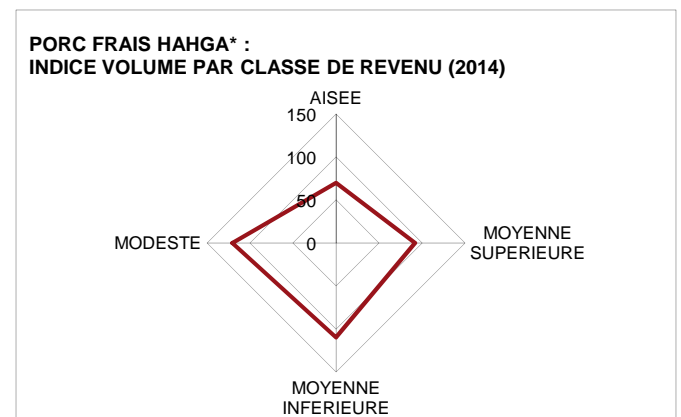 PORC FRAIS HAHGA* :
INDICE VOLUME PAR CLASSE DE REVENU (2014)
AISEE
150
100
50
0
MODESTE
MOYENNE
SUPERIEURE
MOYENNE
INFERIEURE